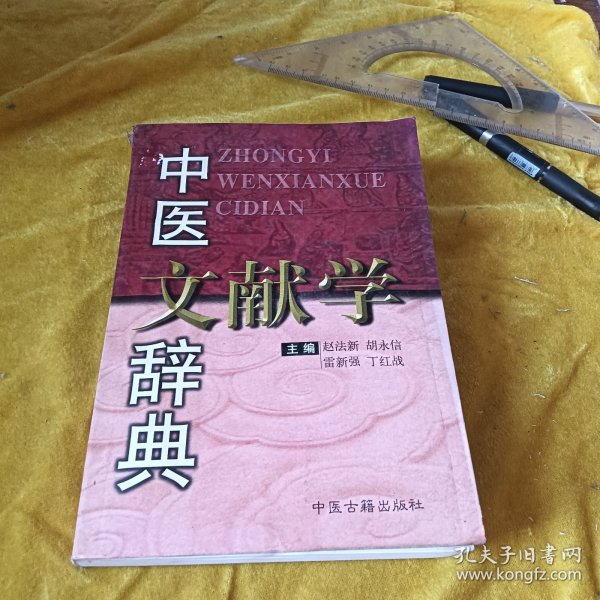 中医
文献学
辞典
ZHONGYI
WENXIANXUE
CIDIAN
主编 赵法新 胡永信
雷新强 丁红战
中医古籍出版社
孔夫子旧书网
www.kongfz.com